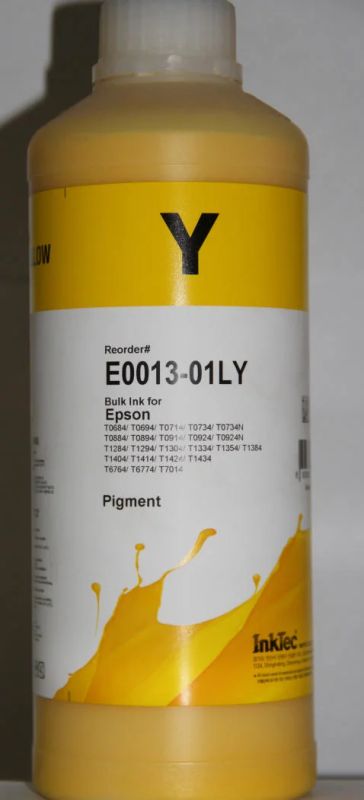 Y
LOW
Reorder#
E0013-01LY
Bulk Ink for
Epson
T0684/ T0694/ T0714/ T0734/ T0734N
T0884/ T0894/ T0914/ T0924/ T0924N
T1284/ T1294/ T1304/ T1334/ T1354/ T1384
T1404/ T1414/ T1424/ T1434
T6764/ T6774/ T7014
Pigment
InkTec